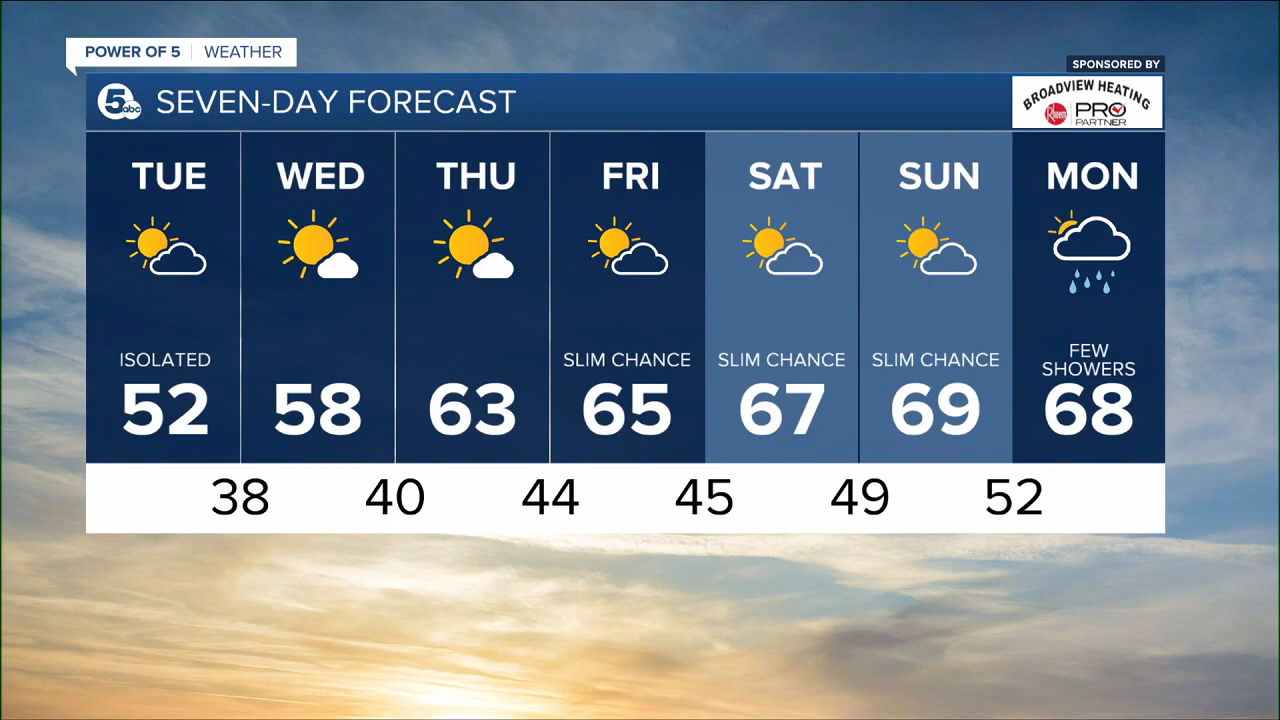 POWER OF 5 | WEATHER
SPONSORED BY
5 abc SEVEN-DAY FORECAST
BROADVIEW HEATING
Rheem PRO
PARTNER
TUE WED THU FRI SAT SUN MON
ISOLATED SLIM CHANCE SLIM CHANCE SLIM CHANCE FEW
SHOWERS
52 58 63 65 67 69 68
38 40 44 45 49 52